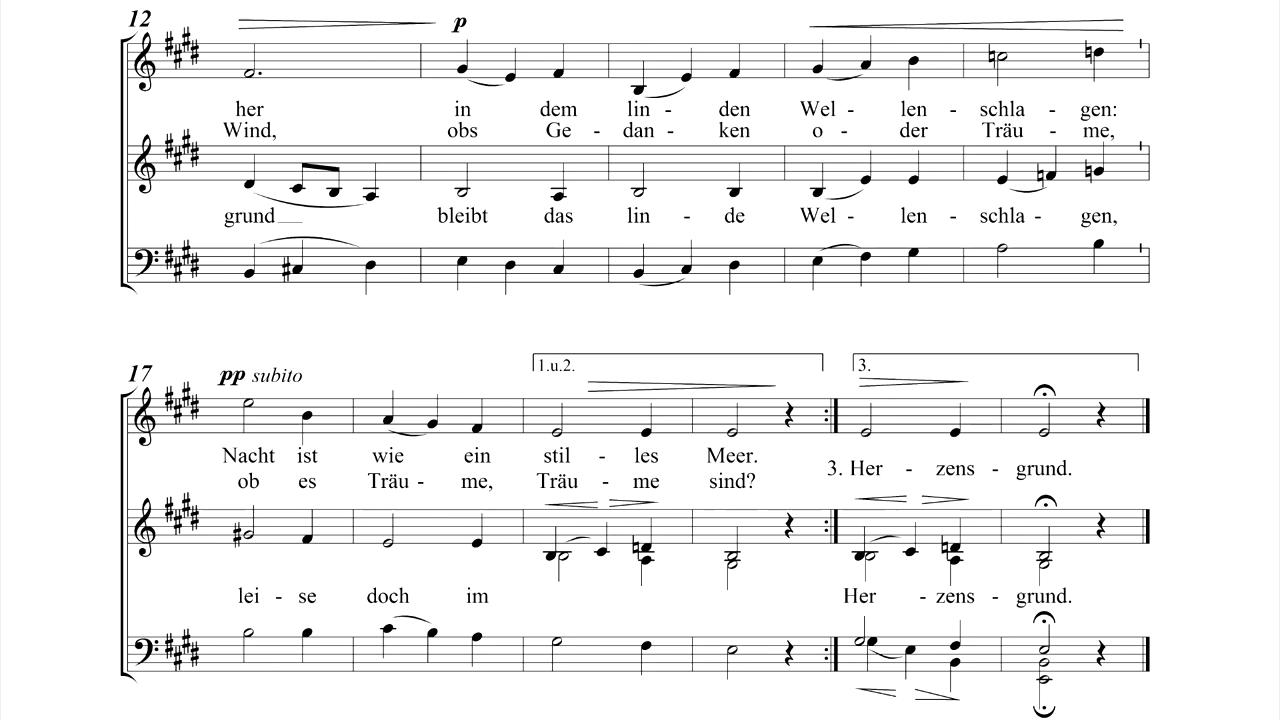 12
p
her in dem lin - den Wel - len - schla - gen:
Wind, obs Ge - dan - ken o - der Träu - me,
grund bleibt das lin - de Wel - len - schla - gen,
17 pp subito
1.u.2. 3.
Nacht ist wie ein stil - les Meer. 3. Her - zens - grund.
ob es Träu - me, Träu - me sind?
lei - se doch im Her - zens - grund.